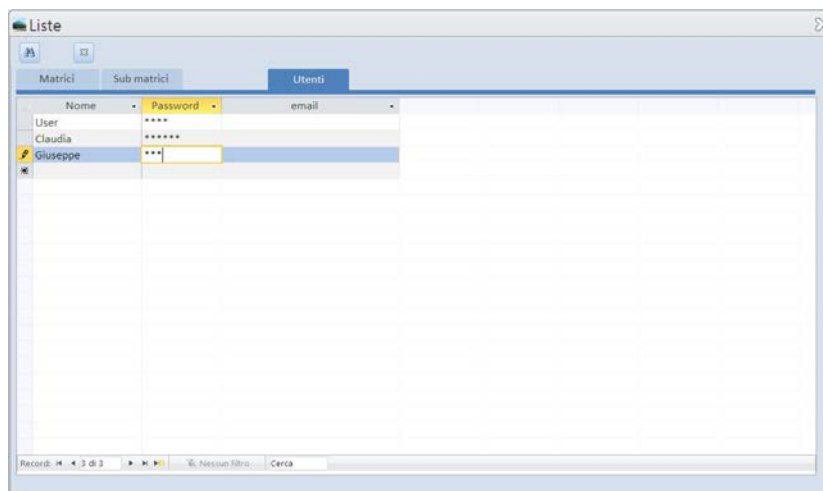 Liste
Matrici Sub matrici Utenti
Nome Password email
User ****
Claudia ******
Giuseppe ***
Record: 3 di 3 Nessun filtro Cerca